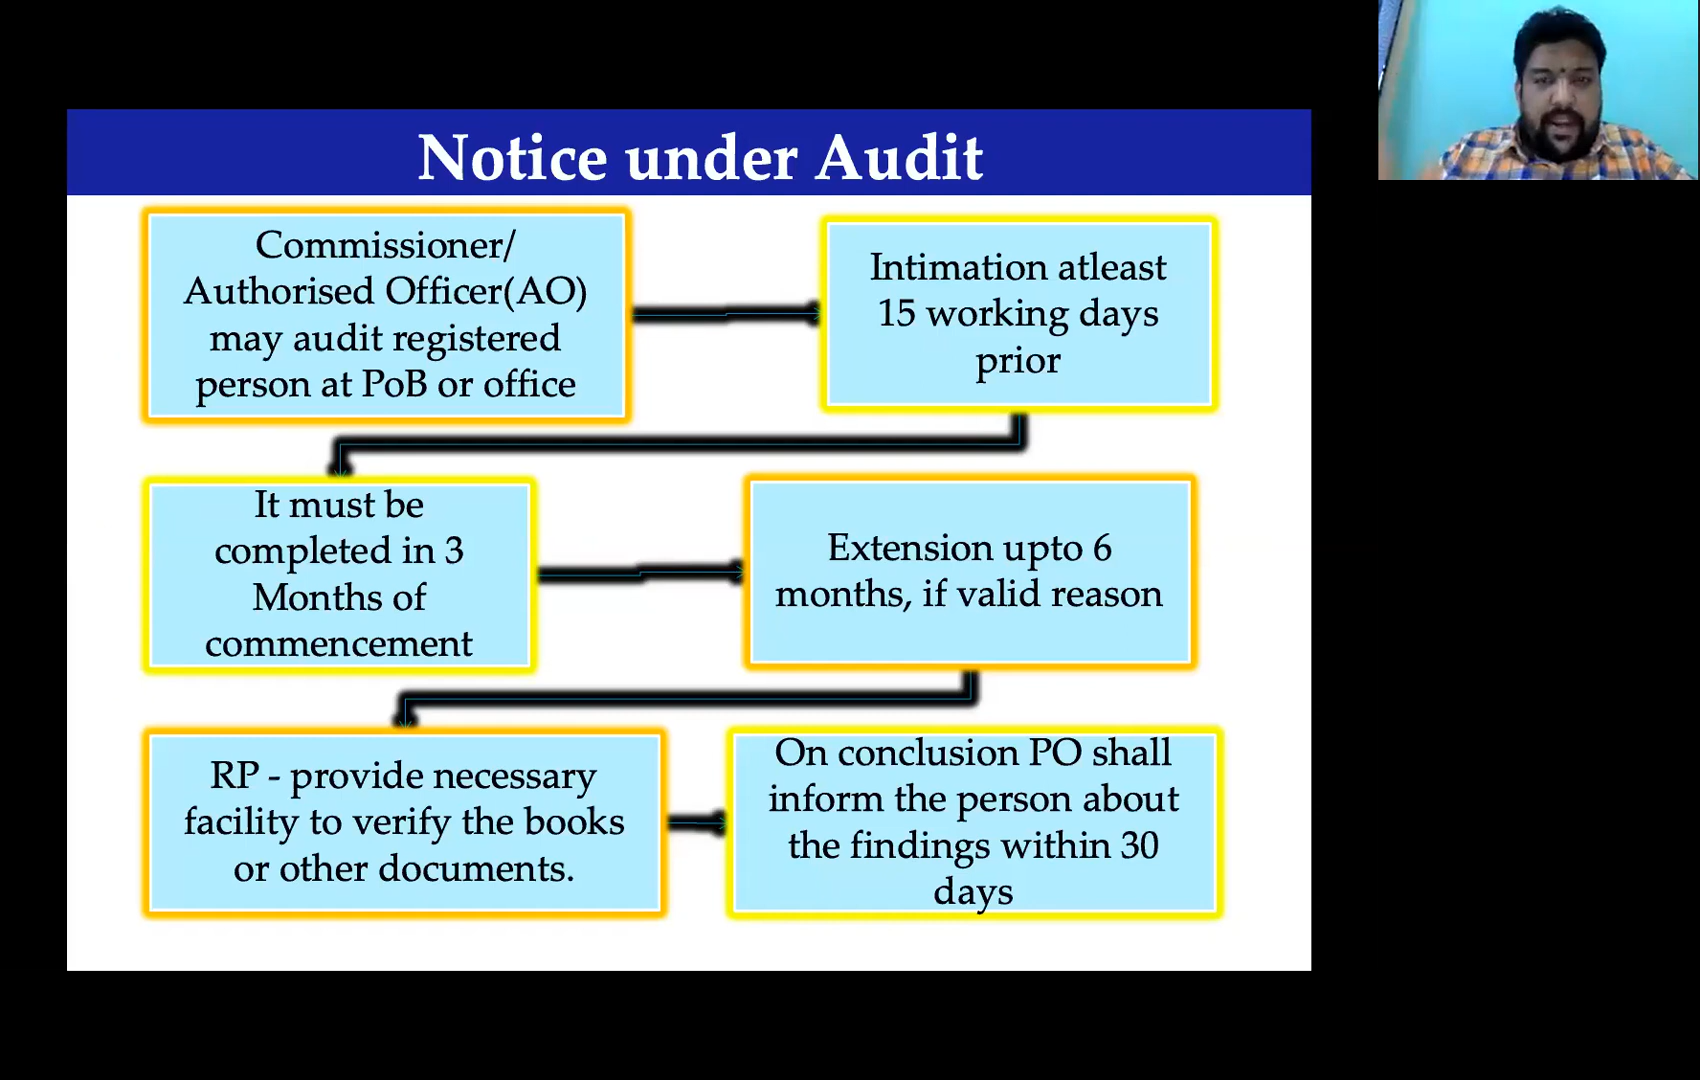 Notice under Audit
Commissioner/
Authorised Officer(AO)
may audit registered
person at PoB or office
Intimation atleast
15 working days
prior
It must be
completed in 3
Months of
commencement
Extension upto 6
months, if valid reason
RP - provide necessary
facility to verify the books
or other documents.
On conclusion PO shall
inform the person about
the findings within 30
days